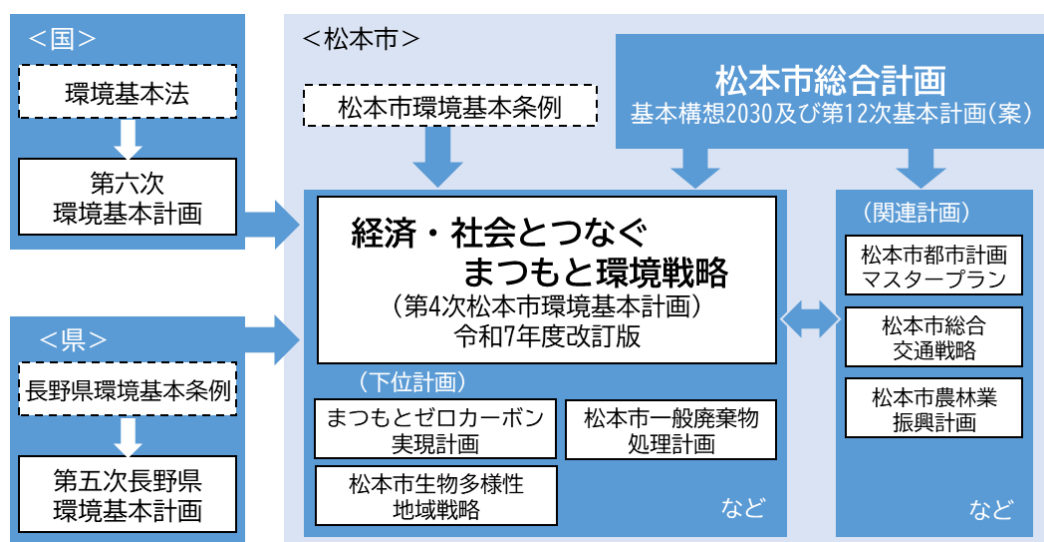 ＜国＞
環境基本法
第六次
環境基本計画
＜県＞
長野県環境基本条例
第五次長野県
環境基本計画
＜松本市＞
松本市環境基本条例
松本市総合計画
基本構想2030及び第12次基本計画(案)
経済・社会とつなぐ
まつもと環境戦略
(第4次松本市環境基本計画)
令和7年度改訂版
(下位計画)
まつもとゼロカーボン
実現計画
松本市一般廃棄物
処理計画
松本市生物多様性
地域戦略
など
(関連計画)
松本市都市計画
マスタープラン
松本市総合
交通戦略
松本市農林業
振興計画
など